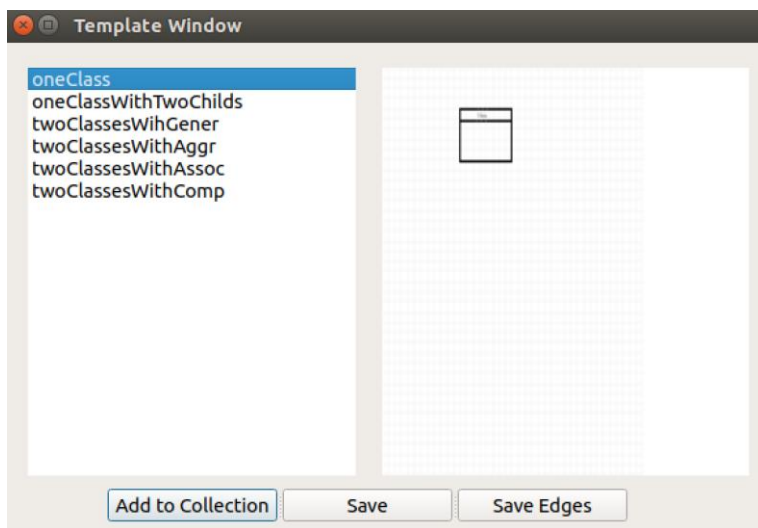 Template Window
oneClass
oneClassWithTwoChilds
twoClassesWihGener
twoClassesWithAggr
twoClassesWithAssoc
twoClassesWithComp
Add to Collection
Save
Save Edges